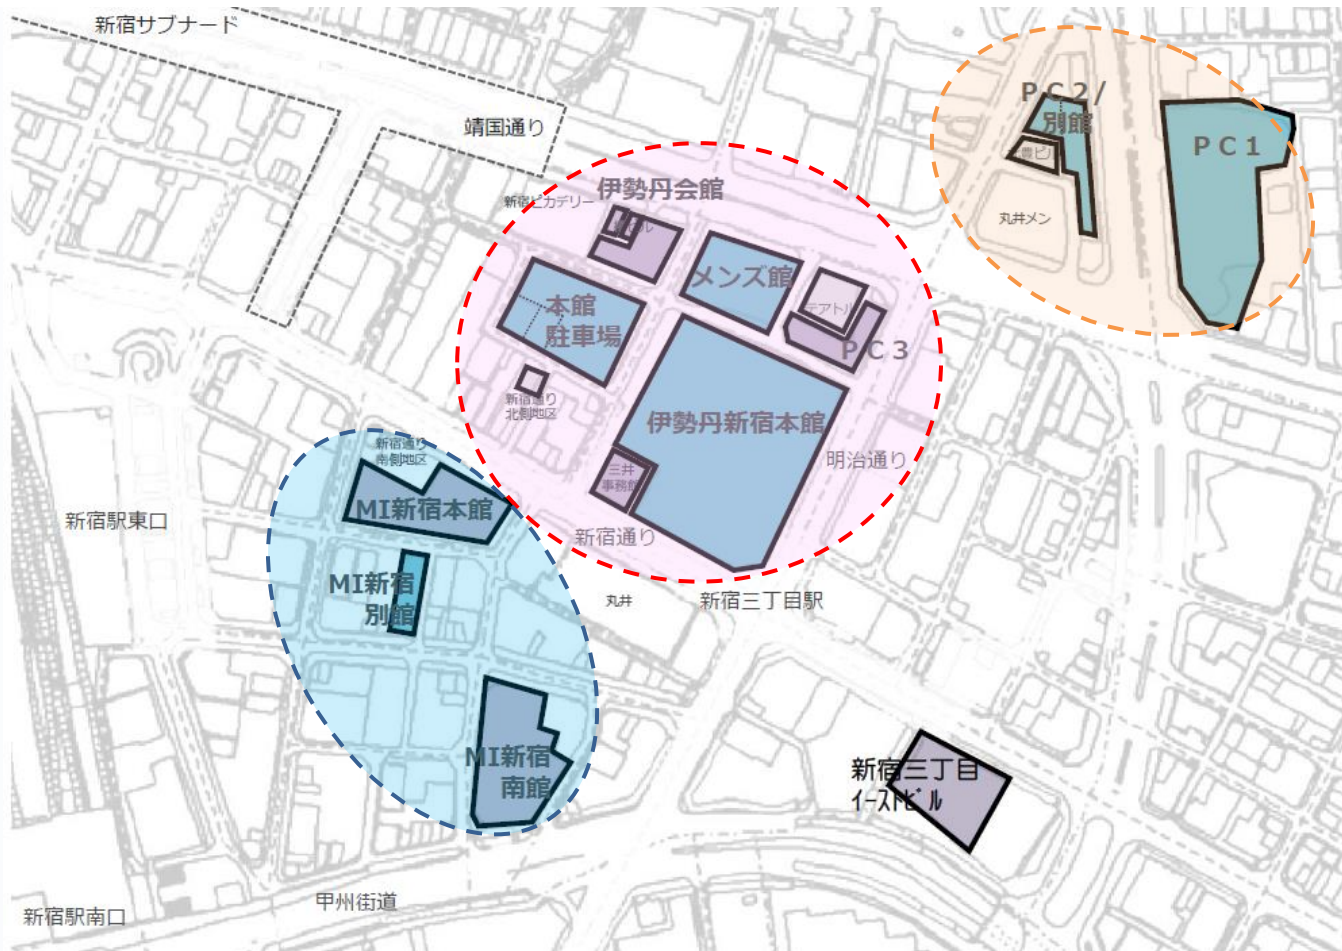 新宿サブナード
靖国通り
PC2/
別館
PC1
丸井メン
伊勢丹会館
新宿ピカデリー
メンズ館
テアトル
PC3
本館
駐車場
新宿通り
北側地区
伊勢丹新宿本館
三井
事務館
明治通り
新宿通り
新宿通り
南側地区
MI新宿本館
新宿駅東口
MI新宿
別館
丸井
新宿三丁目駅
MI新宿
南館
新宿三丁目
ｲｰｽﾄﾋﾞﾙ
甲州街道
新宿駅南口